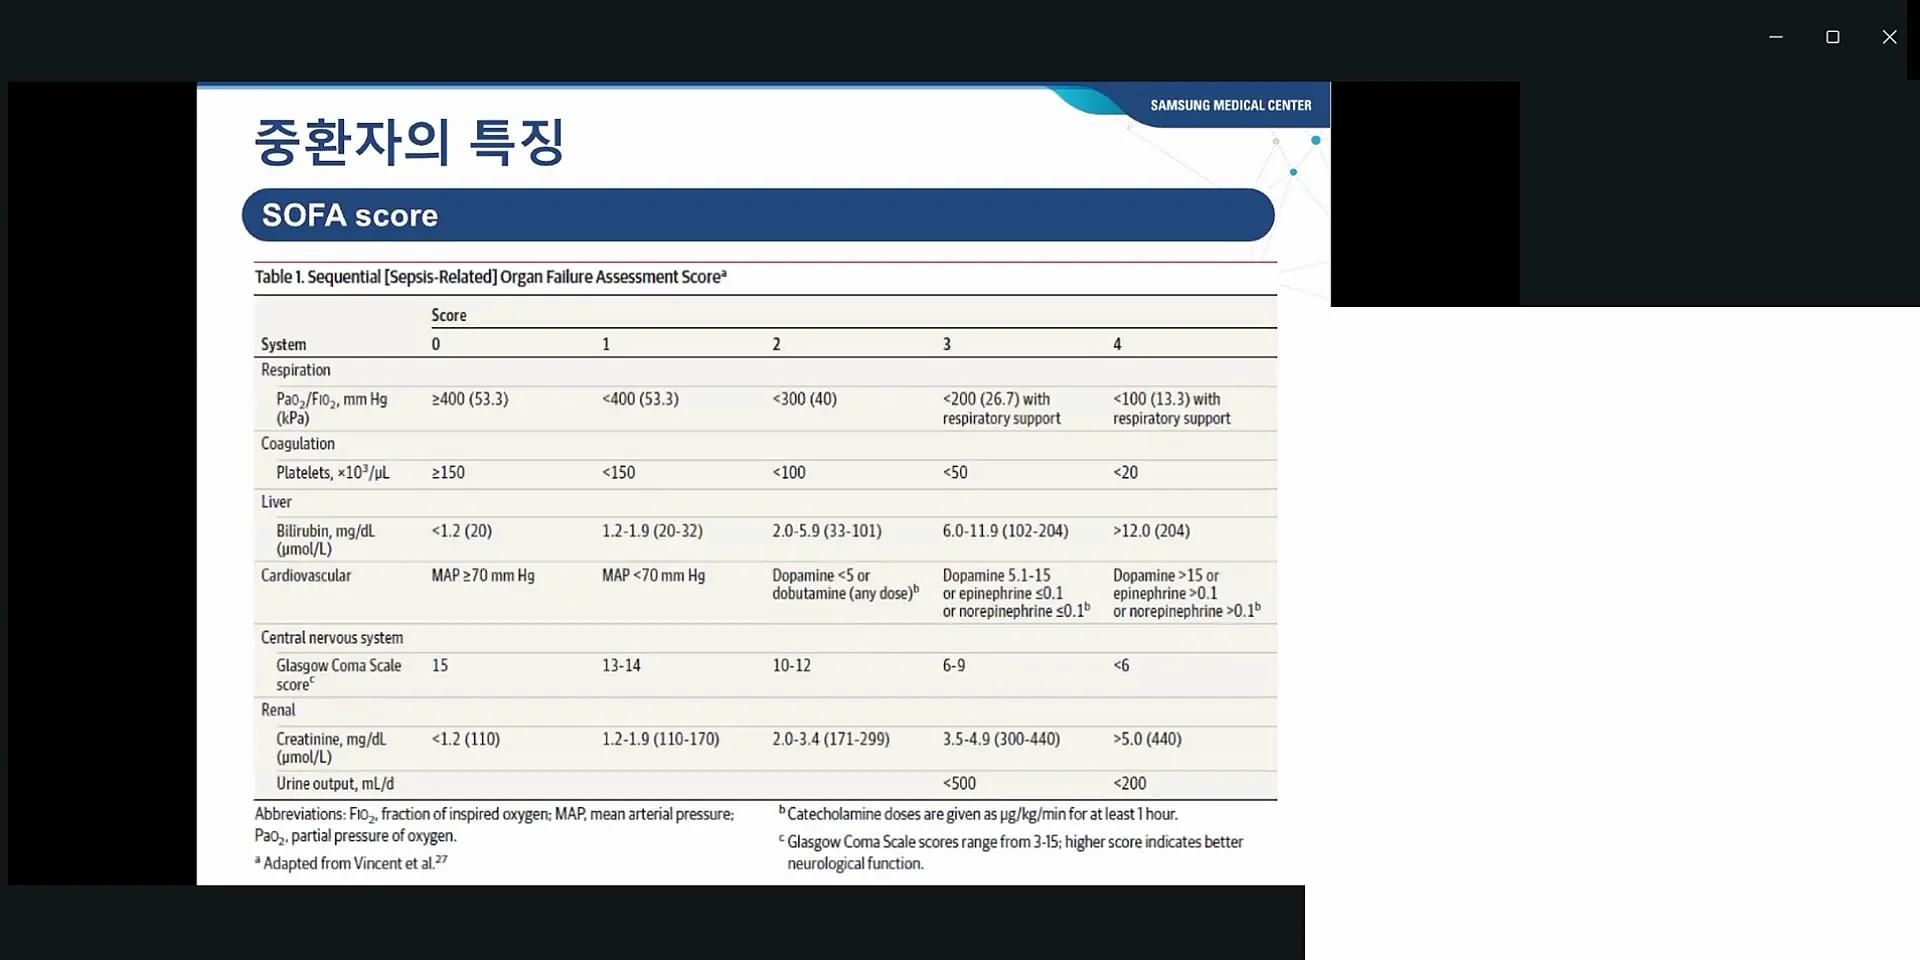 SAMSUNG MEDICAL CENTER
중환자의 특징
SOFA score
Table 1. Sequential [Sepsis-Related] Organ Failure Assessment Scoreᵃ
Score
System 0 1 2 3 4
Respiration
PaO₂/FIO₂, mm Hg ≥400 (53.3) <400 (53.3) <300 (40) <200 (26.7) with <100 (13.3) with
(kPa) respiratory support respiratory support
Coagulation
Platelets, ×10³/μL ≥150 <150 <100 <50 <20
Liver
Bilirubin, mg/dL <1.2 (20) 1.2-1.9 (20-32) 2.0-5.9 (33-101) 6.0-11.9 (102-204) >12.0 (204)
(μmol/L)
Cardiovascular MAP ≥70 mm Hg MAP <70 mm Hg Dopamine <5 or Dopamine 5.1-15 Dopamine >15 or
dobutamine (any dose)ᵇ or epinephrine ≤0.1 epinephrine >0.1
or norepinephrine ≤0.1ᵇ or norepinephrine >0.1ᵇ
Central nervous system
Glasgow Coma Scale 15 13-14 10-12 6-9 <6
scoreᶜ
Renal
Creatinine, mg/dL <1.2 (110) 1.2-1.9 (110-170) 2.0-3.4 (171-299) 3.5-4.9 (300-440) >5.0 (440)
(μmol/L)
Urine output, mL/d <500 <200
Abbreviations: FIO₂, fraction of inspired oxygen; MAP, mean arterial pressure;
PaO₂, partial pressure of oxygen.
ᵃ Adapted from Vincent et al.²⁷
ᵇ Catecholamine doses are given as μg/kg/min for at least 1 hour.
ᶜ Glasgow Coma Scale scores range from 3-15; higher score indicates better
neurological function.